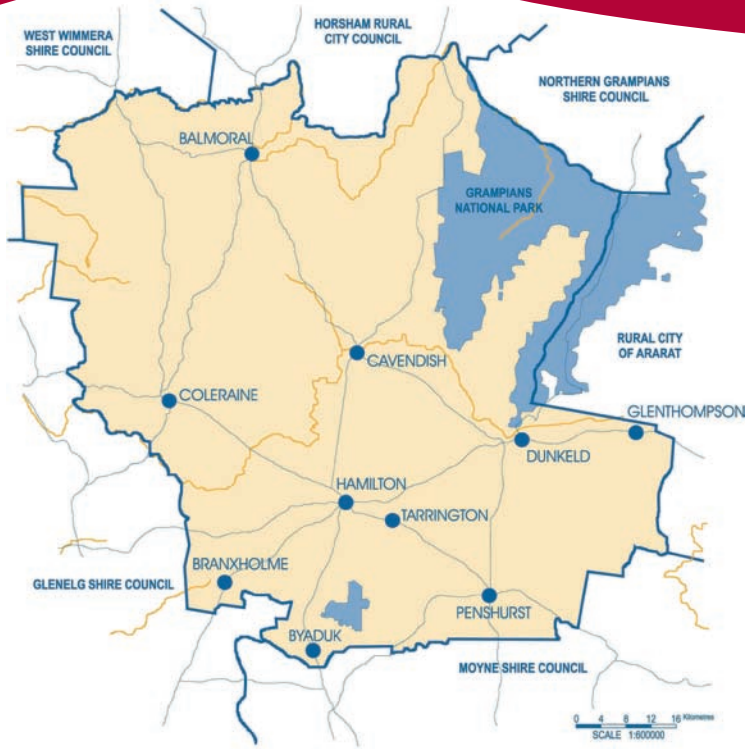 WEST WIMMERA
SHIRE COUNCIL
HORSHAM RURAL
CITY COUNCIL
NORTHERN GRAMPIANS
SHIRE COUNCIL
BALMORAL
GRAMPIANS
NATIONAL PARK
RURAL CITY
OF ARARAT
CAVENDISH
COLERAINE
GLENTHOMPSON
DUNKELD
HAMILTON
TARRINGTON
BRANXHOLME
GLENELG SHIRE COUNCIL
PENSHURST
BYADUK
MOYNE SHIRE COUNCIL
0 4 8 12 16 Kilometres
SCALE 1:600000